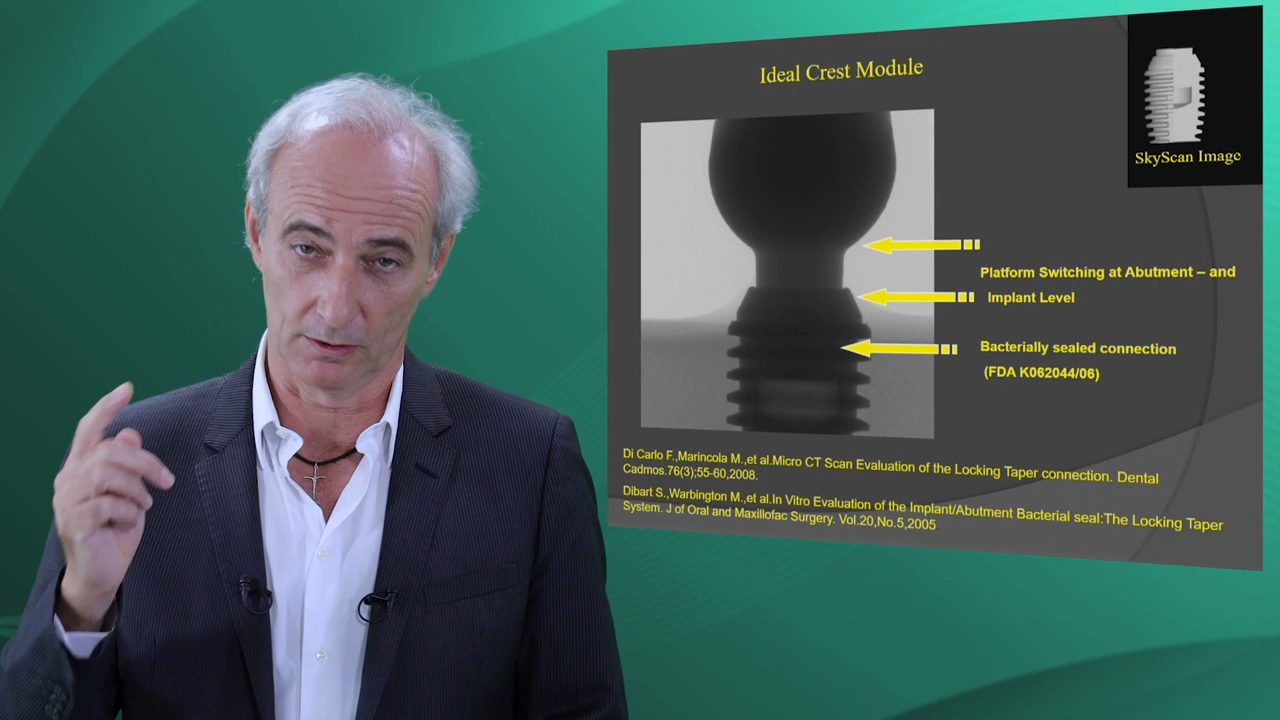 Ideal Crest Module
SkyScan Image
Platform Switching at Abutment – and
Implant Level
Bacterially sealed connection
(FDA K062044/06)
Di Carlo F.,Marincola M.,et al.Micro CT Scan Evaluation of the Locking Taper connection. Dental
Cadmos.76(3);55-60,2008.
Dibart S.,Warbington M.,et al.In Vitro Evaluation of the Implant/Abutment Bacterial seal:The Locking Taper
System. J of Oral and Maxillofac Surgery. Vol.20,No.5,2005